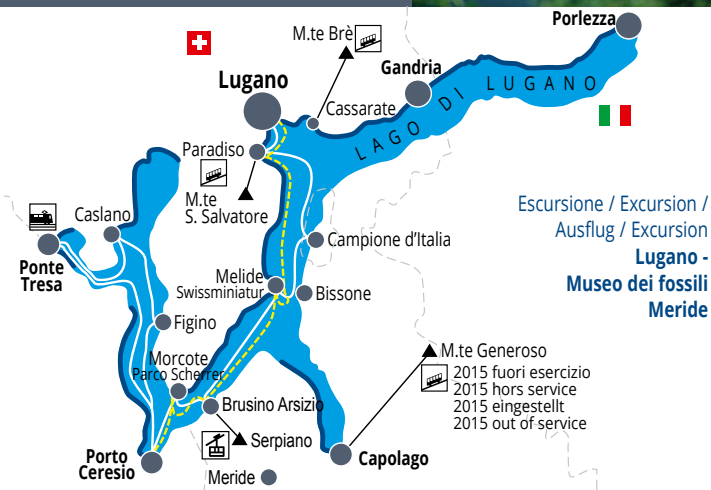 Porlezza
M.te Brè
Gandria
Lugano
Cassarate
LAGO DI LUGANO
Paradiso
M.te
S. Salvatore
Escursione / Excursion /
Ausflug / Excursion
Lugano -
Museo dei fossili
Meride
Caslano
Campione d'Italia
Ponte
Tresa
Melide
Swissminiatur
Bissone
Figino
M.te Generoso
2015 fuori esercizio
2015 hors service
2015 eingestellt
2015 out of service
Morcote
Parco Scherrer
Brusino Arsizio
Serpiano
Porto
Ceresio
Capolago
Meride